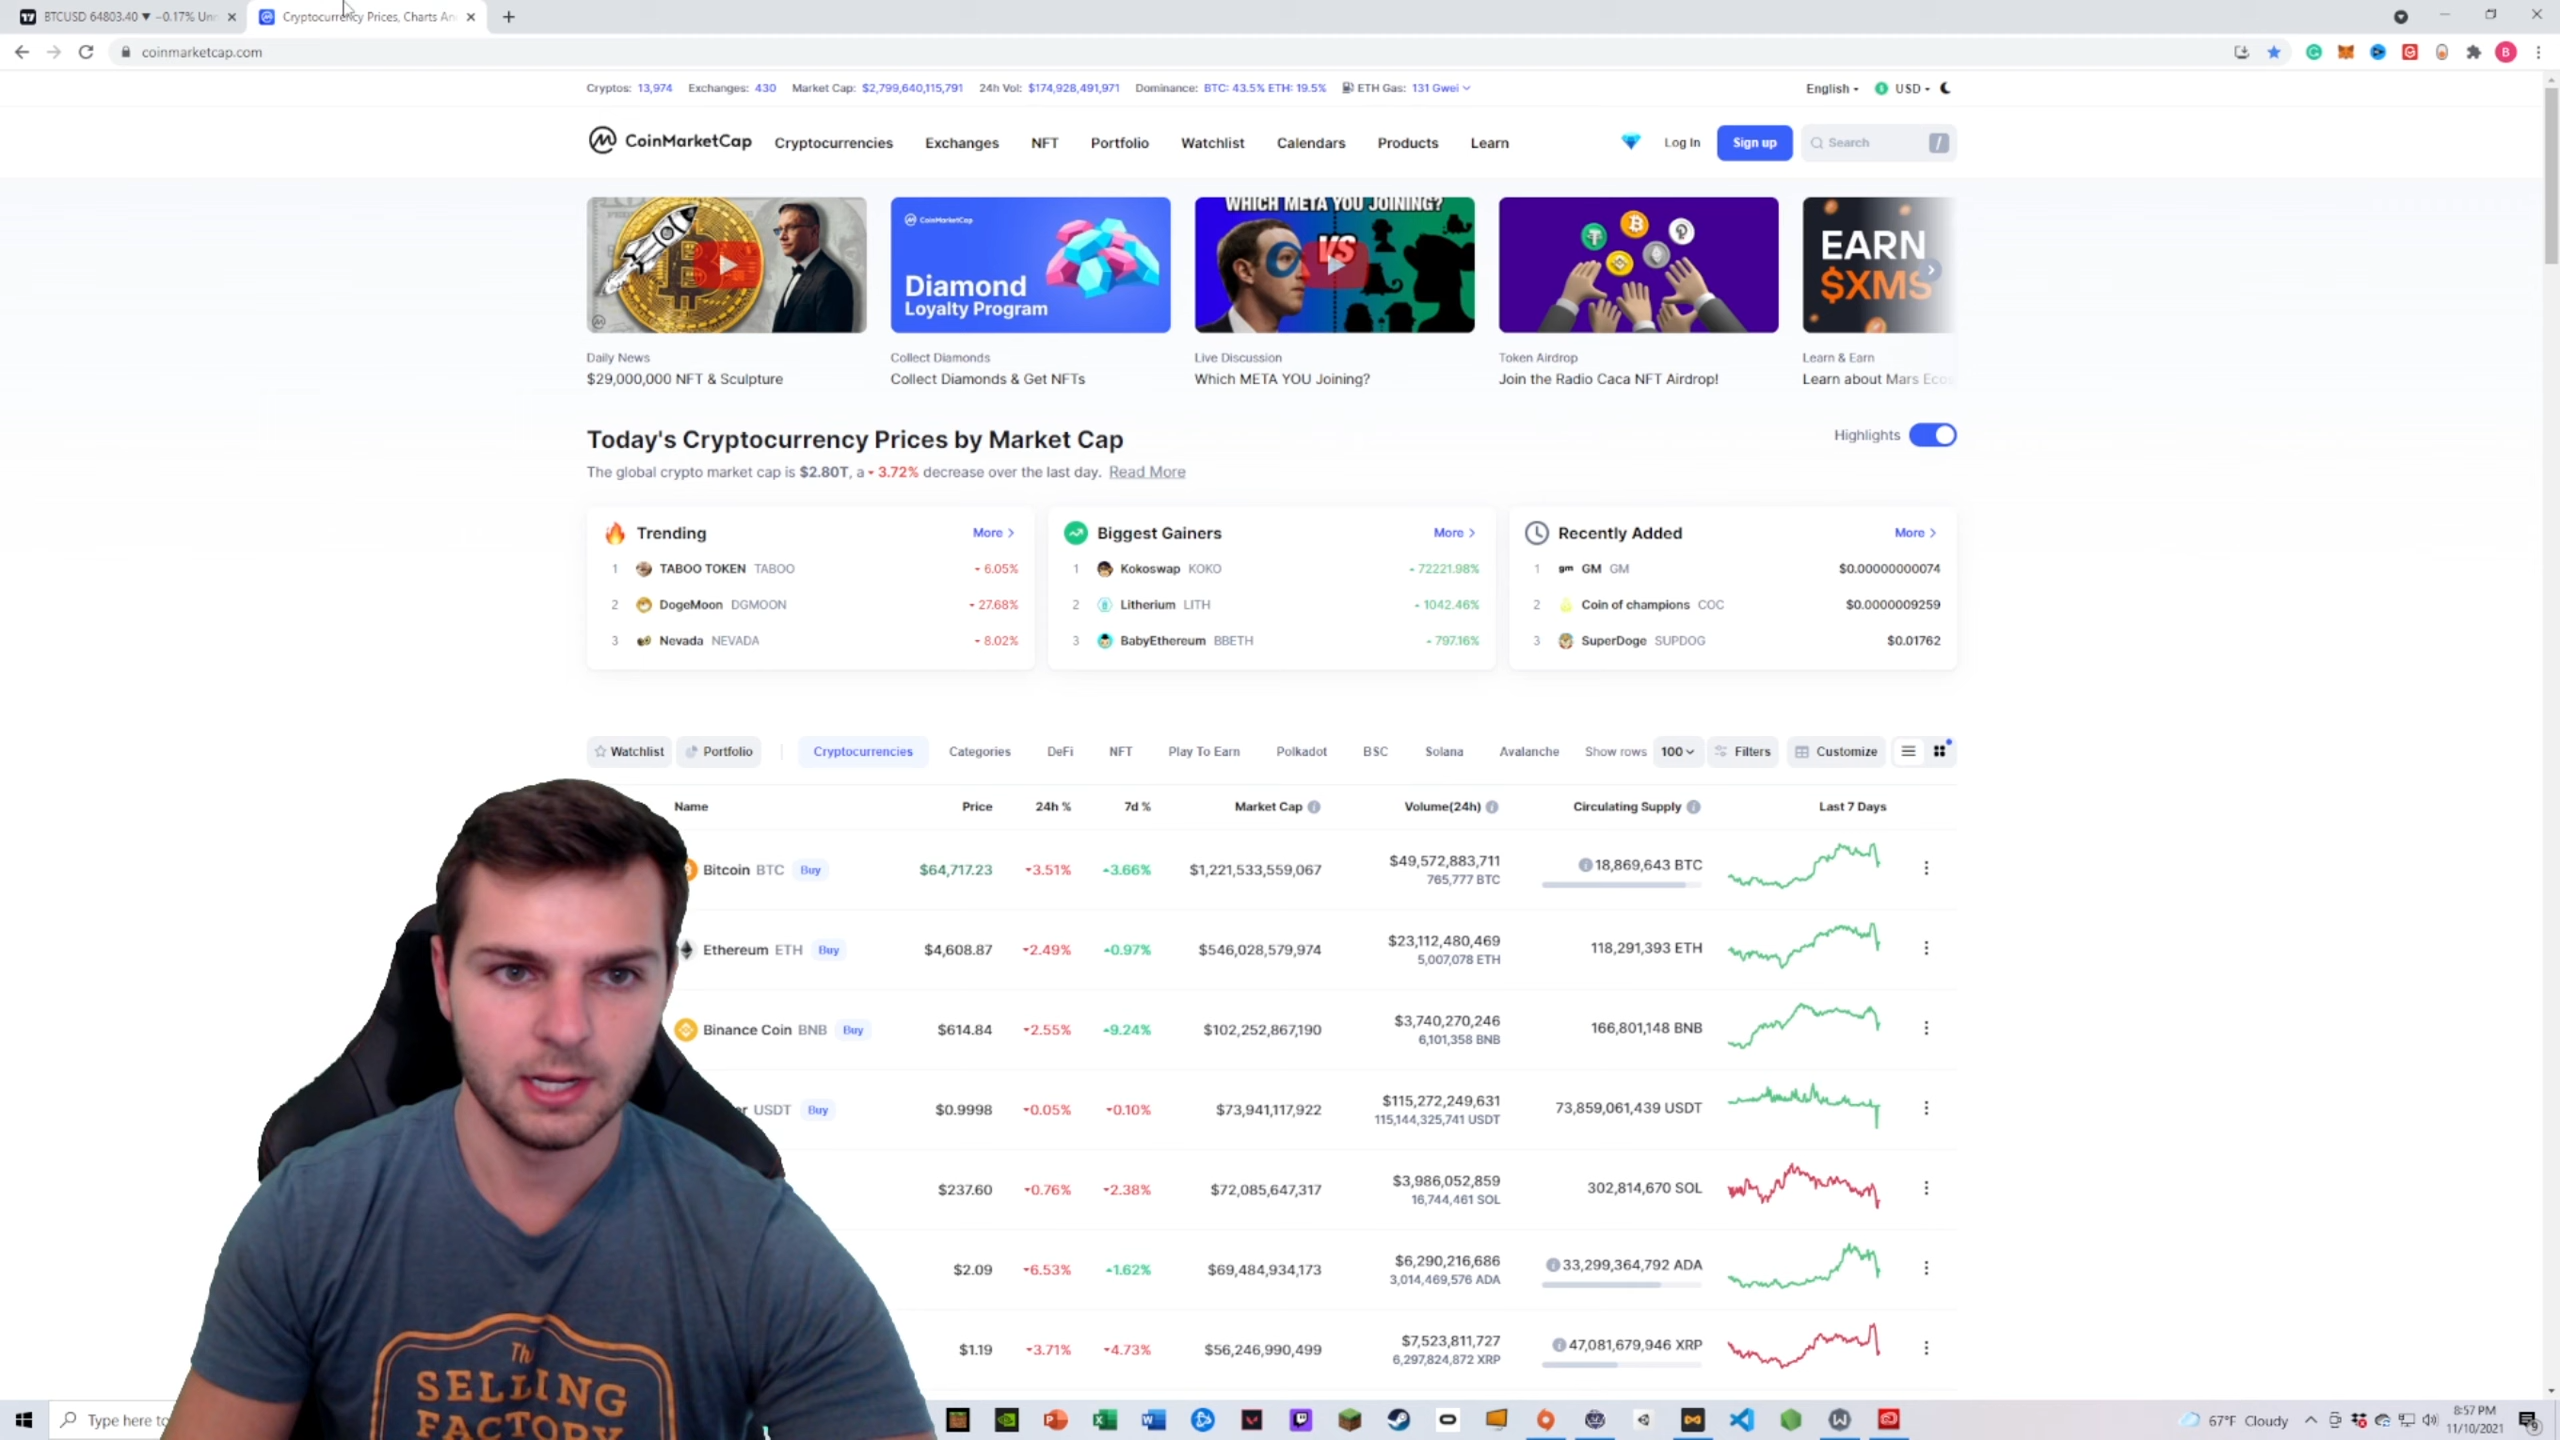 BTCUSD 64803.40 ▼ −0.17% Un
Cryptocurrency Prices, Charts An
coinmarketcap.com
Cryptos: 13,974 Exchanges: 430 Market Cap: $2,799,640,115,791 24h Vol: $174,928,491,971 Dominance: BTC: 43.5% ETH: 19.5% ETH Gas: 131 Gwei
English USD
CoinMarketCap Cryptocurrencies Exchanges NFT Portfolio Watchlist Calendars Products Learn Log In Sign up Search /
CoinMarketCap
Diamond
Loyalty Program
WHICH META YOU JOINING?
VS
EARN
$XMS
Daily News
$29,000,000 NFT & Sculpture
Collect Diamonds
Collect Diamonds & Get NFTs
Live Discussion
Which META YOU Joining?
Token Airdrop
Join the Radio Caca NFT Airdrop!
Learn & Earn
Learn about Mars Ecos
Today's Cryptocurrency Prices by Market Cap
Highlights
The global crypto market cap is $2.80T, a 3.72% decrease over the last day. Read More
Trending More
1 TABOO TOKEN TABOO 6.05%
2 DogeMoon DGMOON 27.68%
3 Nevada NEVADA 8.02%
Biggest Gainers More
1 Kokoswap KOKO 72221.98%
2 Litherium LITH 1042.46%
3 BabyEthereum BBETH 797.16%
Recently Added More
1 gm GM GM $0.00000000074
2 Coin of champions COC $0.0000009259
3 SuperDoge SUPDOG $0.01762
Watchlist Portfolio Cryptocurrencies Categories DeFi NFT Play To Earn Polkadot BSC Solana Avalanche Show rows 100 Filters Customize
Name Price 24h % 7d % Market Cap Volume(24h) Circulating Supply Last 7 Days
Bitcoin BTC Buy $64,717.23 3.51% 3.66% $1,221,533,559,067 $49,572,883,711 18,869,643 BTC
765,777 BTC
Ethereum ETH Buy $4,608.87 2.49% 0.97% $546,028,579,974 $23,112,480,469 118,291,393 ETH
5,007,078 ETH
Binance Coin BNB Buy $614.84 2.55% 9.24% $102,252,867,190 $3,740,270,246 166,801,148 BNB
6,101,358 BNB
er USDT Buy $0.9998 0.05% 0.10% $73,941,117,922 $115,272,249,631 73,859,061,439 USDT
115,144,325,741 USDT
$237.60 0.76% 2.38% $72,085,647,317 $3,986,052,859 302,814,670 SOL
16,744,461 SOL
$2.09 6.53% 1.62% $69,484,934,173 $6,290,216,686 33,299,364,792 ADA
3,014,469,576 ADA
$1.19 3.71% 4.73% $56,246,990,499 $7,523,811,727 47,081,679,946 XRP
6,297,824,872 XRP
The
SELLING
FACTORY
Type here to
67°F Cloudy
8:57 PM
11/10/2021